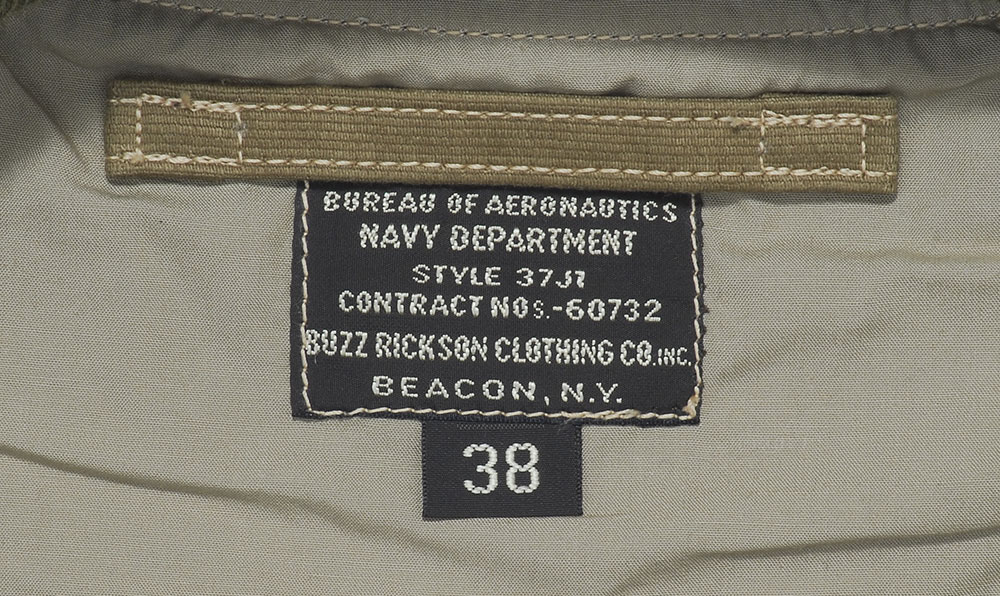 BUREAU OF AERONAUTICS
NAVY DEPARTMENT
STYLE 37J1
CONTRACT NOS.-60732
BUZZ RICKSON CLOTHING CO.INC.
BEACON, N.Y.
38